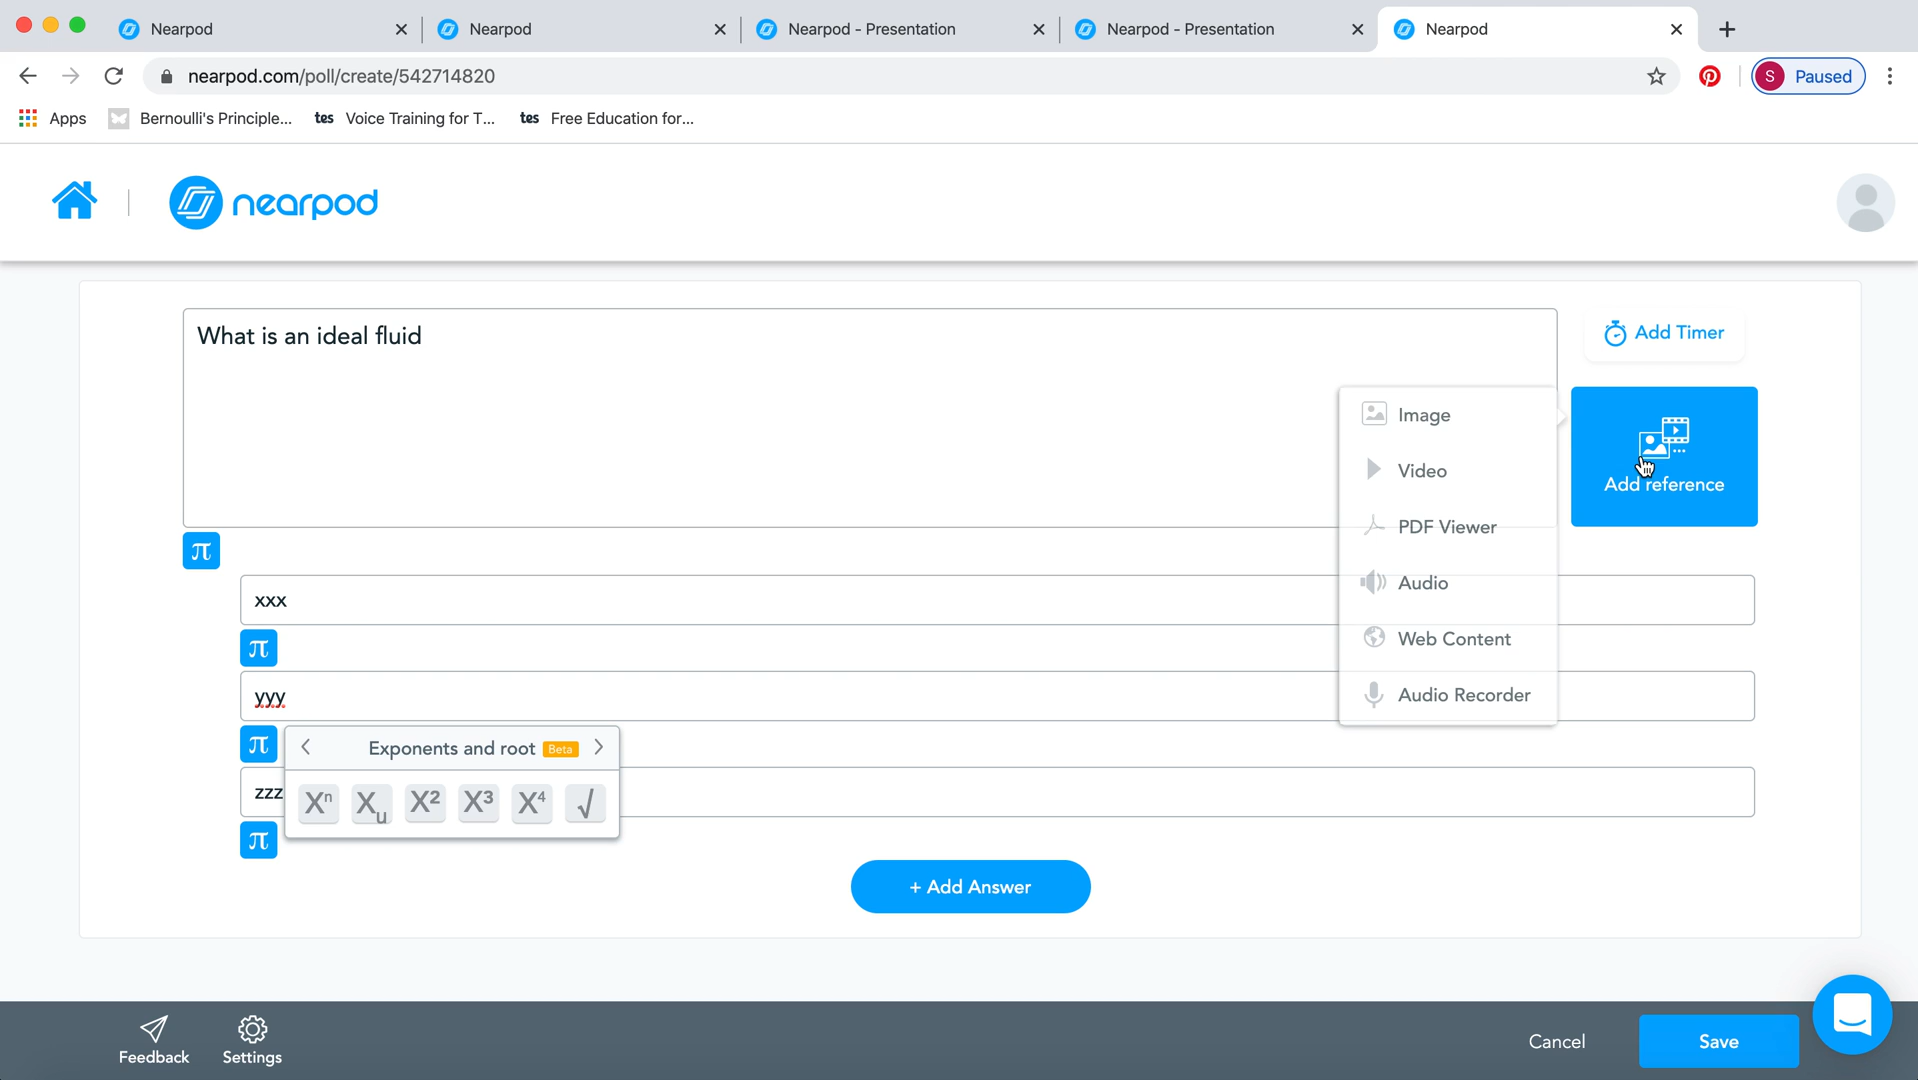 Nearpod
Nearpod
Nearpod - Presentation
Nearpod - Presentation
Nearpod
nearpod.com/poll/create/542714820
S Paused
Apps
Bernoulli's Principle...
tes Voice Training for T...
tes Free Education for...
nearpod
What is an ideal fluid
Add Timer
Add reference
Image
Video
PDF Viewer
Audio
Web Content
Audio Recorder
π
xxx
π
yyy
π
Exponents and root Beta
zzz
Xⁿ Xᵤ X² X³ X⁴ √
π
+ Add Answer
Feedback
Settings
Cancel
Save